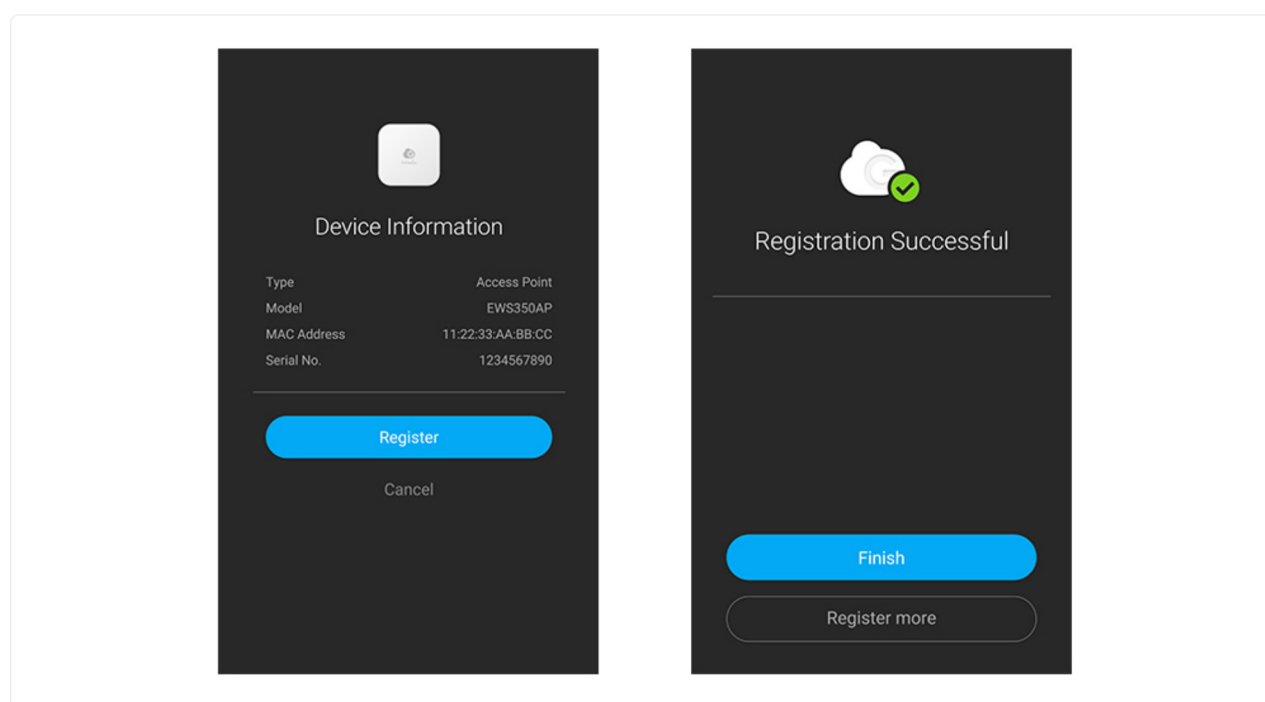 Device Information
Type Access Point
Model EWS350AP
MAC Address 11:22:33:AA:BB:CC
Serial No. 1234567890
Register
Cancel
Registration Successful
Finish
Register more